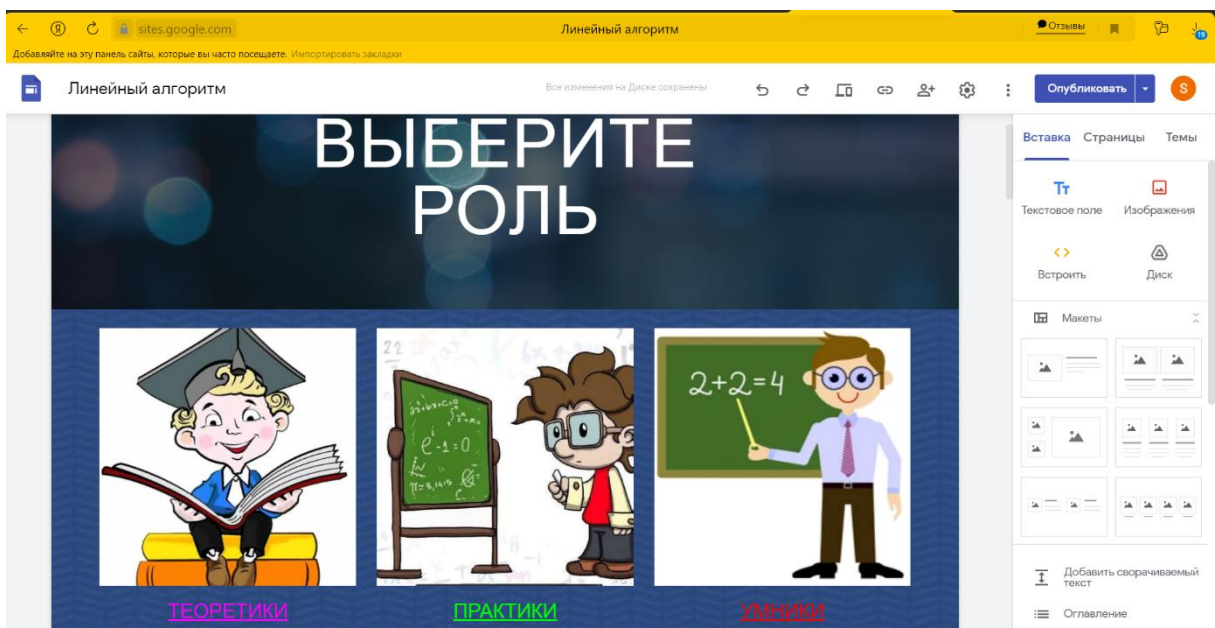 sites.google.com
Линейный алгоритм
Отзывы
19
Добавляйте на эту панель сайты, которые вы часто посещаете. Импортировать закладки
Линейный алгоритм
Все изменения на Диске сохранены
Опубликовать
S
ВЫБЕРИТЕ
РОЛЬ
2+2=4
ТЕОРЕТИКИ
ПРАКТИКИ
УМНИКИ
Вставка Страницы Темы
Текстовое поле
Изображения
Встроить
Диск
Макеты
Добавить сворачиваемый
текст
Оглавление